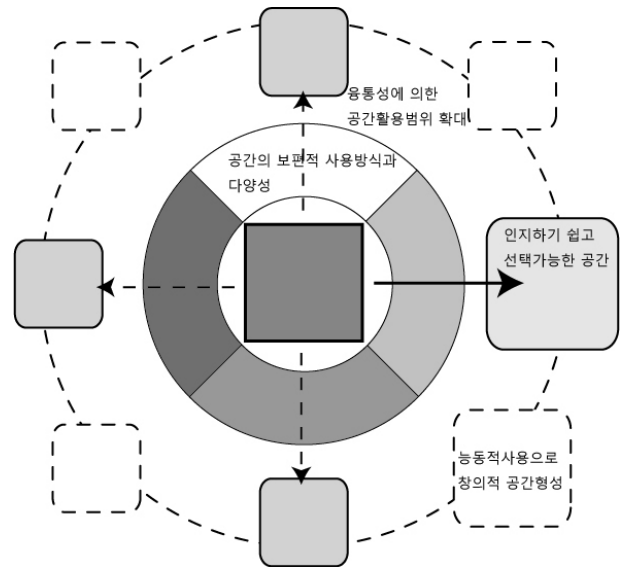 융통성에 의한
공간활용범위 확대
공간의 보편적 사용방식과
다양성
인지하기 쉽고
선택가능한 공간
능동적사용으로
창의적 공간형성